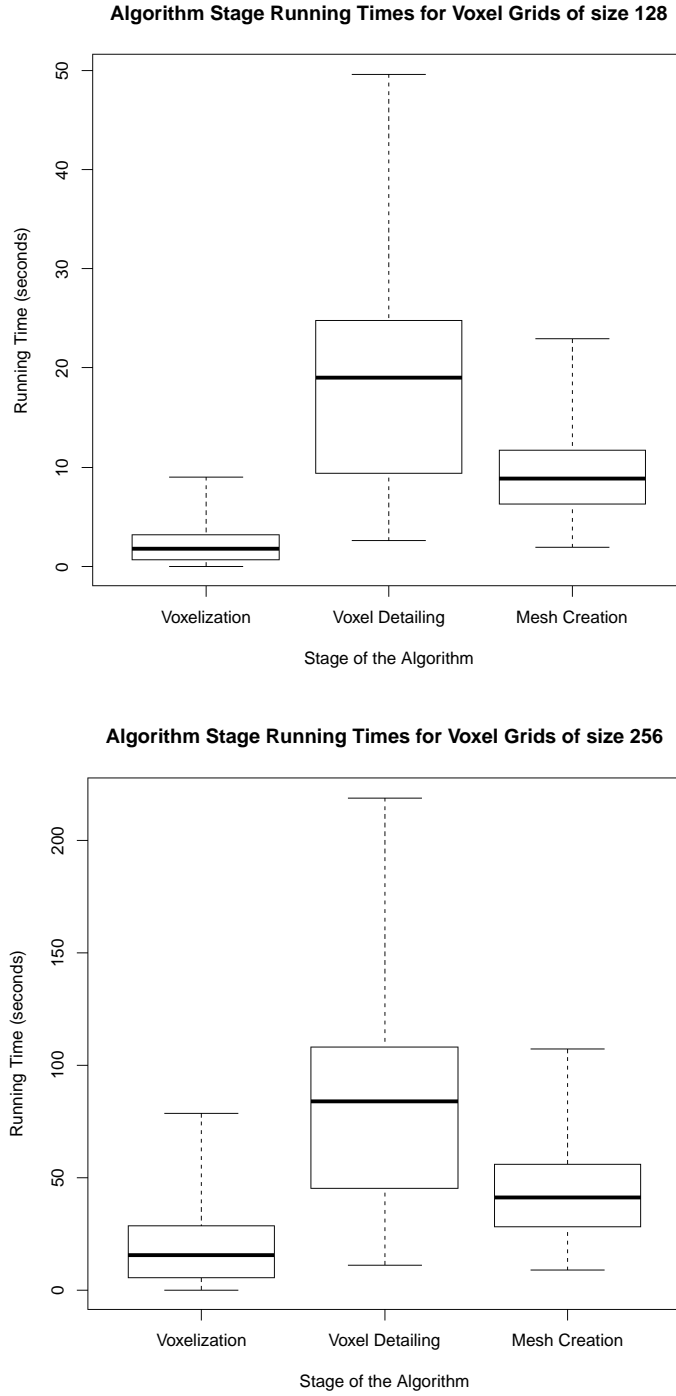 Algorithm Stage Running Times for Voxel Grids of size 128
50
40
30
20
10
0
Running Time (seconds)
Voxelization Voxel Detailing Mesh Creation
Stage of the Algorithm
Algorithm Stage Running Times for Voxel Grids of size 256
200
150
100
50
0
Running Time (seconds)
Voxelization Voxel Detailing Mesh Creation
Stage of the Algorithm